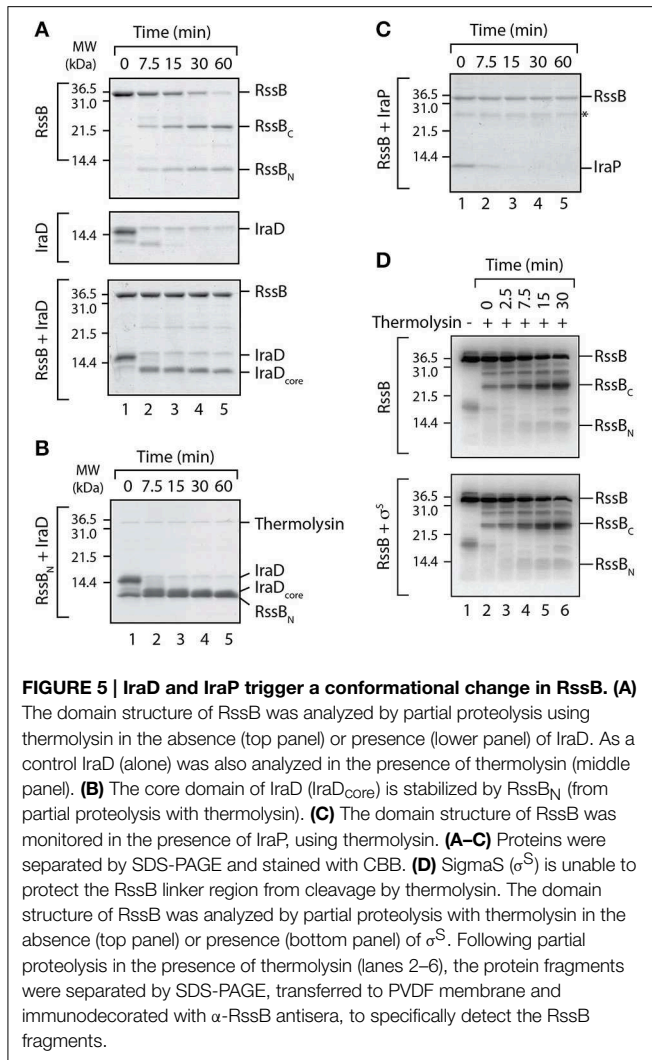 A
Time (min)
MW
(kDa)
0 7.5 15 30 60
RssB
36.5
31.0
21.5
14.4
RssB
RssBC
RssBN
IraD
14.4
IraD
RssB + IraD
36.5
31.0
21.5
14.4
RssB
IraD
IraDcore
1 2 3 4 5
B
Time (min)
MW
(kDa)
0 7.5 15 30 60
RssBN + IraD
36.5
31.0
21.5
14.4
Thermolysin
IraD
IraDcore
RssBN
1 2 3 4 5
C
Time (min)
0 7.5 15 30 60
RssB + IraP
36.5
31.0
21.5
14.4
RssB
*
IraP
1 2 3 4 5
D
Time (min)
0 2.5 7.5 15 30
Thermolysin - + + + + +
RssB
36.5
31.0
21.5
14.4
RssB
RssBC
RssBN
RssB + σS
36.5
31.0
21.5
14.4
RssB
RssBC
RssBN
1 2 3 4 5 6
FIGURE 5 | IraD and IraP trigger a conformational change in RssB. (A)
The domain structure of RssB was analyzed by partial proteolysis using
thermolysin in the absence (top panel) or presence (lower panel) of IraD. As a
control IraD (alone) was also analyzed in the presence of thermolysin (middle
panel). (B) The core domain of IraD (IraDcore) is stabilized by RssBN (from
partial proteolysis with thermolysin). (C) The domain structure of RssB was
monitored in the presence of IraP, using thermolysin. (A–C) Proteins were
separated by SDS-PAGE and stained with CBB. (D) SigmaS (σS) is unable to
protect the RssB linker region from cleavage by thermolysin. The domain
structure of RssB was analyzed by partial proteolysis with thermolysin in the
absence (top panel) or presence (bottom panel) of σS. Following partial
proteolysis in the presence of thermolysin (lanes 2–6), the protein fragments
were separated by SDS-PAGE, transferred to PVDF membrane and
immunodecorated with α-RssB antisera, to specifically detect the RssB
fragments.